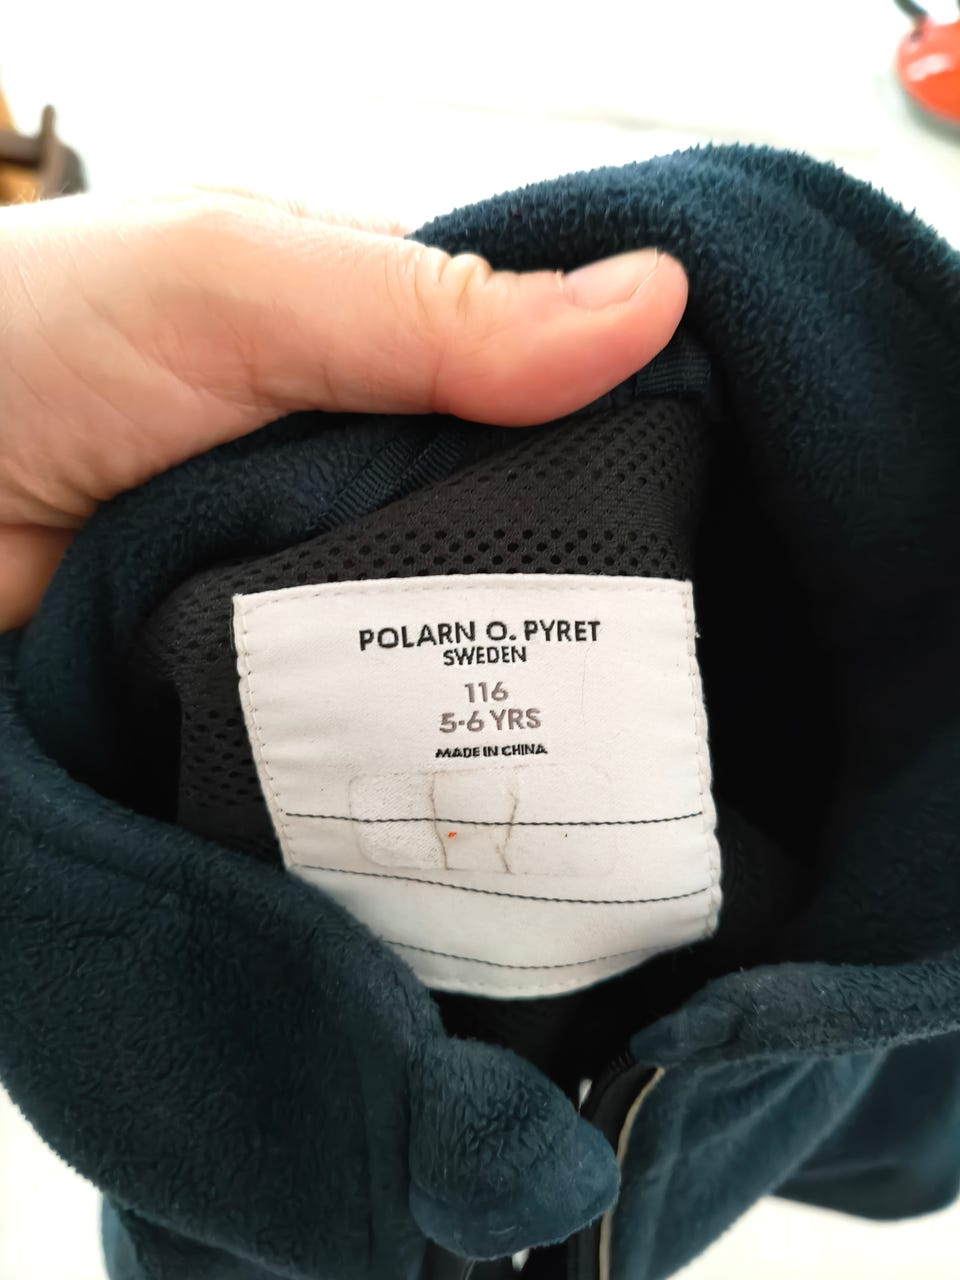 POLARN O. PYRET
SWEDEN
116
5-6 YRS
MADE IN CHINA